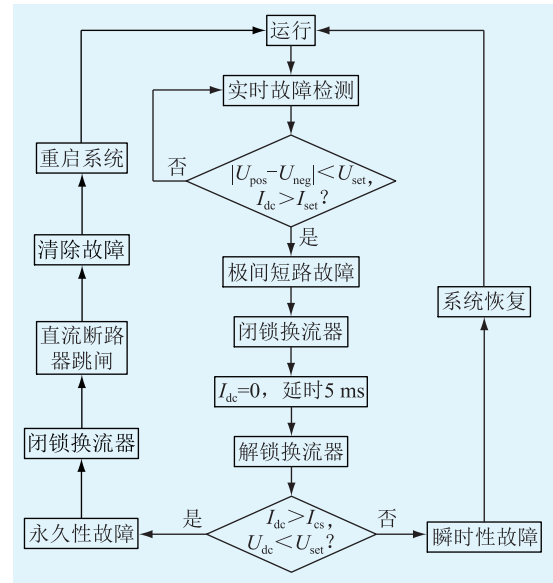 运行
实时故障检测
重启系统
否
|Upos−Uneg|<Uset,
Idc>Iset?
是
清除故障
极间短路故障
系统恢复
直流断路
器跳闸
闭锁换流器
Idc=0，延时5 ms
闭锁换流器
解锁换流器
是
Idc>Ics,
Udc<Uset?
否
永久性故障
瞬时性故障